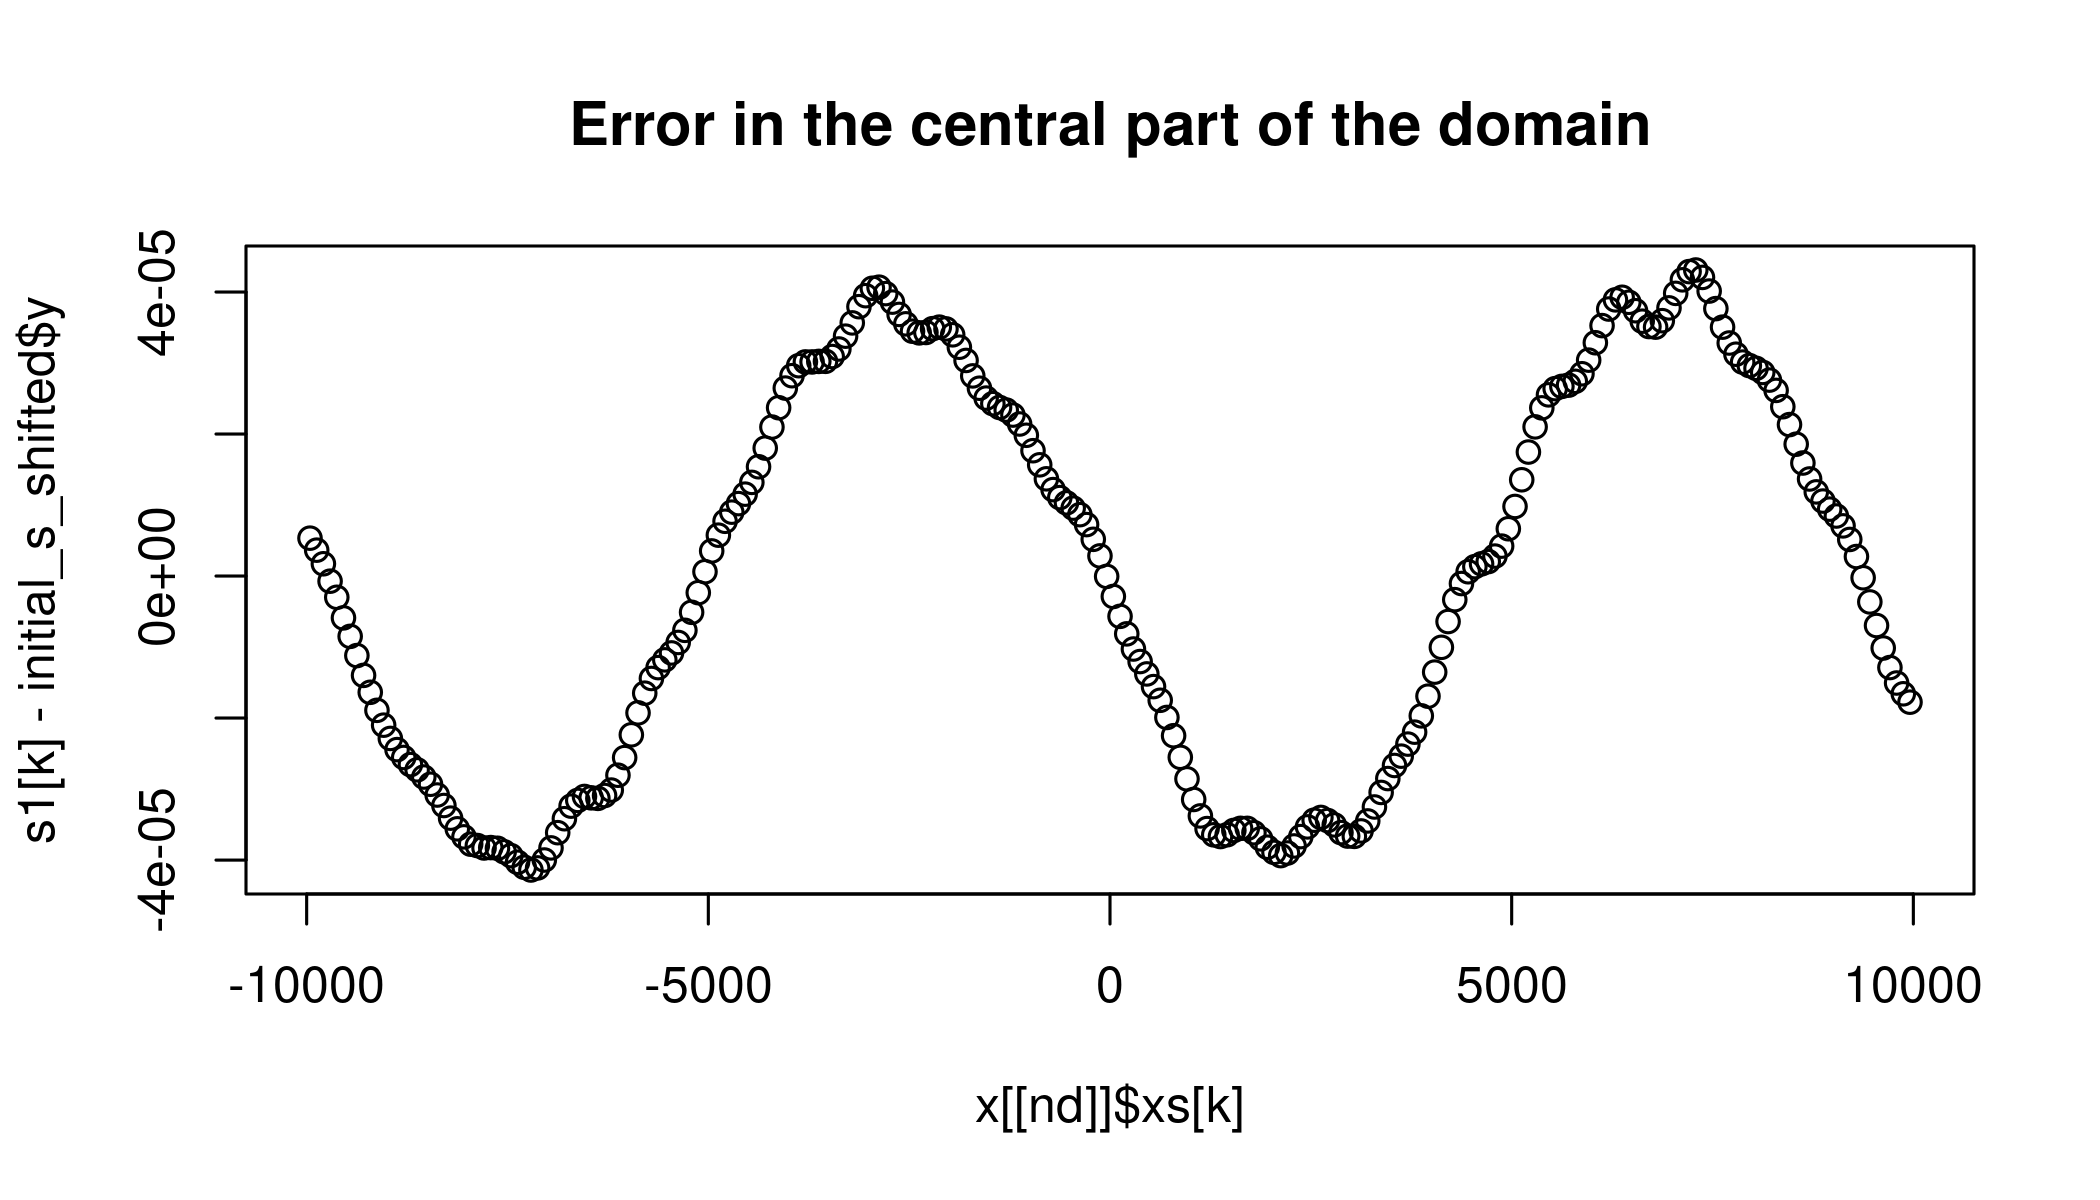 Error in the central part of the domain
s1[k] - initial_s_shifted$y
4e-05
0e+00
-4e-05
-10000
-5000
0
5000
10000
x[[nd]]$xs[k]